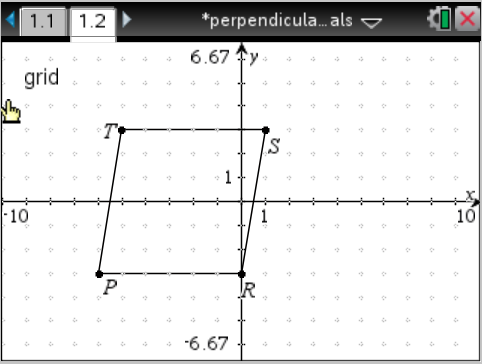 1.1 1.2 *perpendicula…als
6.67 y
grid
T
S
1
x
-10 1 10
P R
-6.67